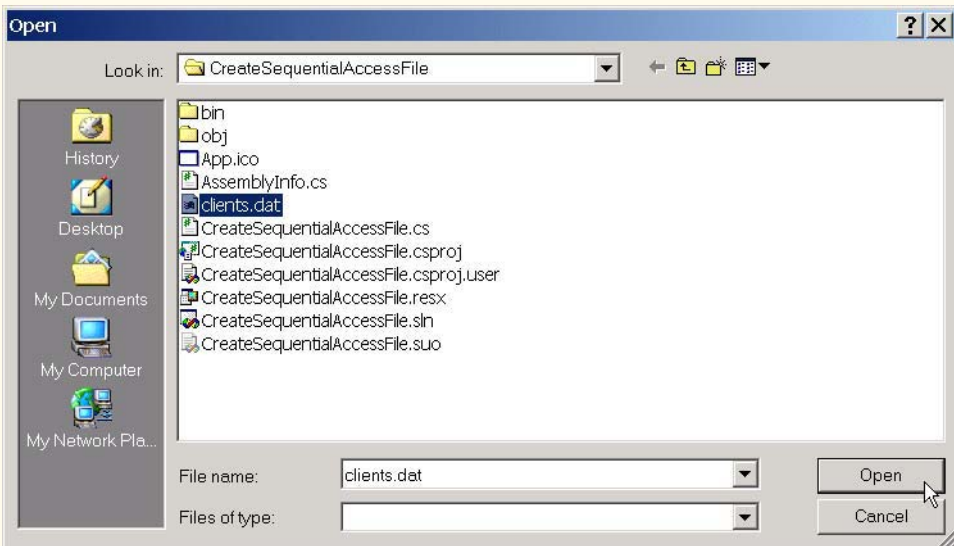 Open
Look in: CreateSequentialAccessFile
History
Desktop
My Documents
My Computer
My Network Pla...
bin
obj
App.ico
AssemblyInfo.cs
clients.dat
CreateSequentialAccessFile.cs
CreateSequentialAccessFile.csproj
CreateSequentialAccessFile.csproj.user
CreateSequentialAccessFile.resx
CreateSequentialAccessFile.sln
CreateSequentialAccessFile.suo
File name: clients.dat Open
Files of type: Cancel